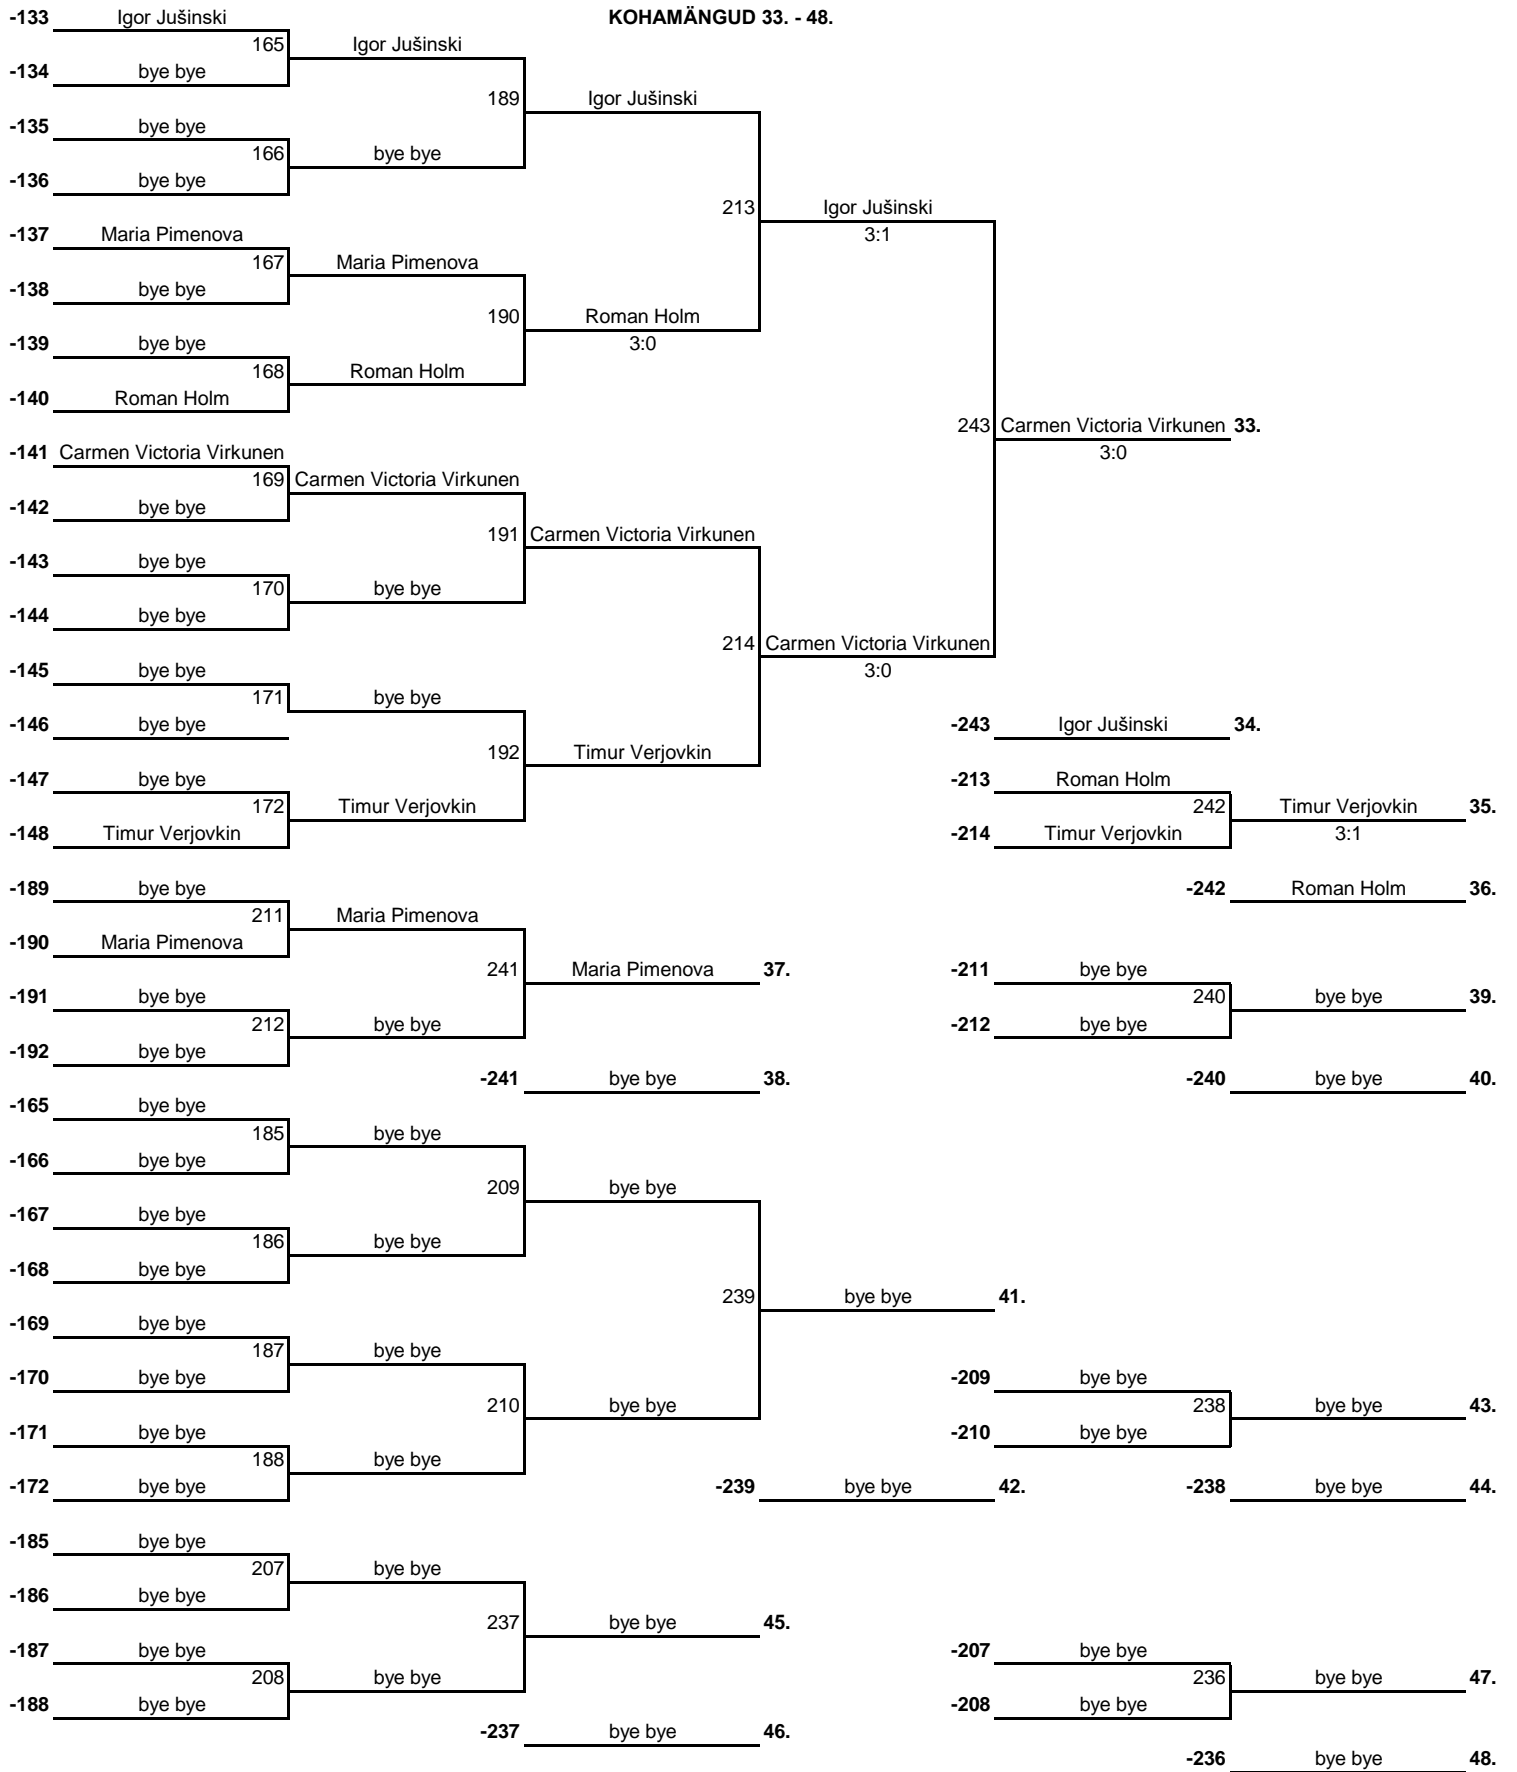 -133 Igor Jušinski KOHAMÄNGUD 33. - 48.
165 Igor Jušinski
-134 bye bye
189 Igor Jušinski
-135 bye bye
166 bye bye
-136 bye bye
213 Igor Jušinski
-137 Maria Pimenova 3:1
167 Maria Pimenova
-138 bye bye
190 Roman Holm
-139 bye bye 3:0
168 Roman Holm
-140 Roman Holm
243 Carmen Victoria Virkunen 33.
-141 Carmen Victoria Virkunen 3:0
169 Carmen Victoria Virkunen
-142 bye bye
191 Carmen Victoria Virkunen
-143 bye bye
170 bye bye
-144 bye bye
214 Carmen Victoria Virkunen
-145 bye bye 3:0
171 bye bye
-146 bye bye -243 Igor Jušinski 34.
192 Timur Verjovkin
-147 bye bye -213 Roman Holm
172 Timur Verjovkin 242 Timur Verjovkin 35.
-148 Timur Verjovkin -214 Timur Verjovkin 3:1
-189 bye bye -242 Roman Holm 36.
211 Maria Pimenova
-190 Maria Pimenova
241 Maria Pimenova 37. -211 bye bye
-191 bye bye 240 bye bye 39.
212 bye bye -212 bye bye
-192 bye bye
-241 bye bye 38. -240 bye bye 40.
-165 bye bye
185 bye bye
-166 bye bye
209 bye bye
-167 bye bye
186 bye bye
-168 bye bye
239 bye bye 41.
-169 bye bye
187 bye bye
-170 bye bye -209 bye bye
210 bye bye 238 bye bye 43.
-171 bye bye -210 bye bye
188 bye bye
-172 bye bye -239 bye bye 42. -238 bye bye 44.
-185 bye bye
207 bye bye
-186 bye bye
237 bye bye 45.
-187 bye bye -207 bye bye
208 bye bye 236 bye bye 47.
-188 bye bye -208 bye bye
-237 bye bye 46.
-236 bye bye 48.